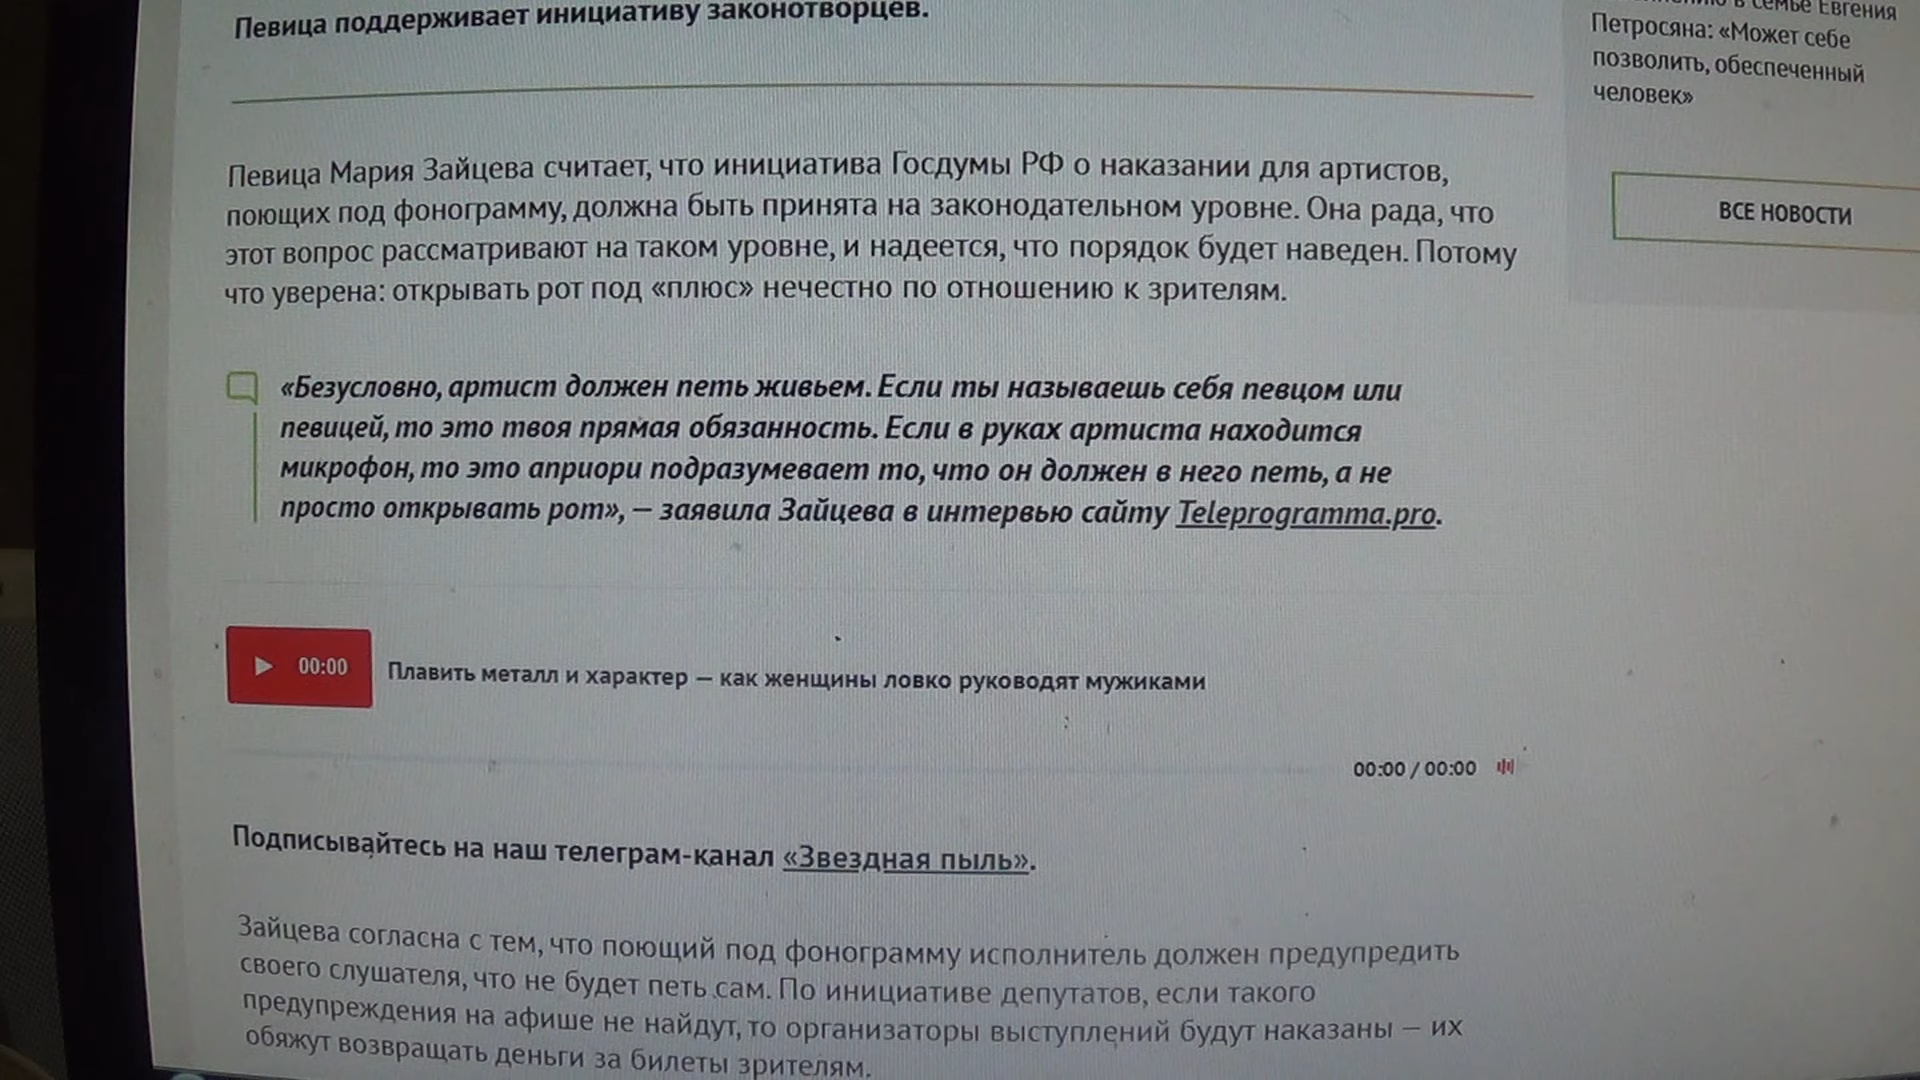 Певица поддерживает инициативу законотворцев.
Певица Мария Зайцева считает, что инициатива Госдумы РФ о наказании для артистов,
поющих под фонограмму, должна быть принята на законодательном уровне. Она рада, что
этот вопрос рассматривают на таком уровне, и надеется, что порядок будет наведен. Потому
что уверена: открывать рот под «плюс» нечестно по отношению к зрителям.
«Безусловно, артист должен петь живьем. Если ты называешь себя певцом или
певицей, то это твоя прямая обязанность. Если в руках артиста находится
микрофон, то это априори подразумевает то, что он должен в него петь, а не
просто открывать рот», — заявила Зайцева в интервью сайту Teleprogramma.pro.
00:00 Плавить металл и характер — как женщины ловко руководят мужиками
00:00 / 00:00
Подписывайтесь на наш телеграм-канал «Звездная пыль».
Зайцева согласна с тем, что поющий под фонограмму исполнитель должен предупредить
своего слушателя, что не будет петь сам. По инициативе депутатов, если такого
предупреждения на афише не найдут, то организаторы выступлений будут наказаны — их
обяжут возвращать деньги за билеты зрителям.
в семье Евгения
Петросяна: «Может себе
позволить, обеспеченный
человек»
ВСЕ НОВОСТИ